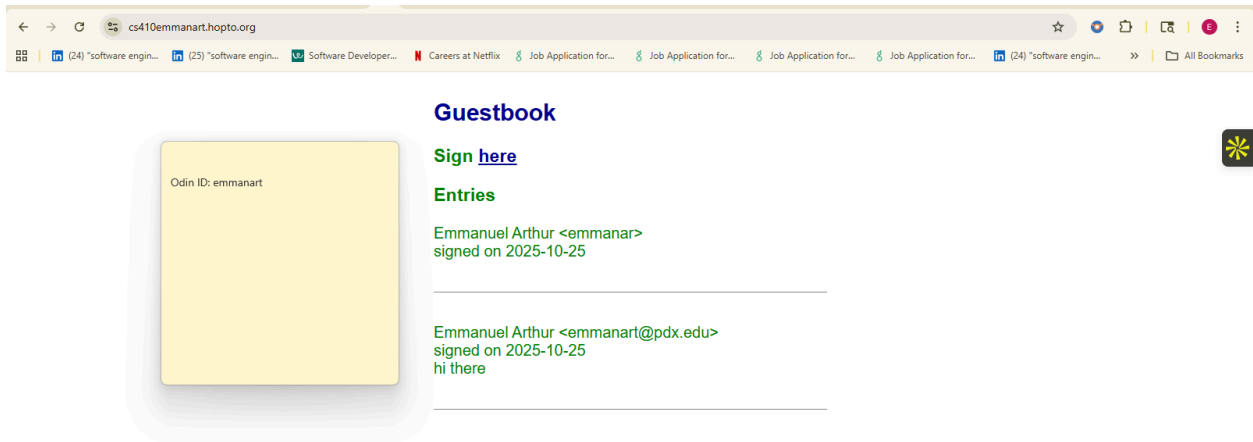 cs410emmanart.hopto.org
E
(24) "software engin...
(25) "software engin...
Software Developer...
N Careers at Netflix
Job Application for...
Job Application for...
Job Application for...
Job Application for...
(24) "software engin...
»
All Bookmarks
Guestbook
Sign here
Entries
Odin ID: emmanart
Emmanuel Arthur <emmanar>
signed on 2025-10-25
Emmanuel Arthur <emmanart@pdx.edu>
signed on 2025-10-25
hi there